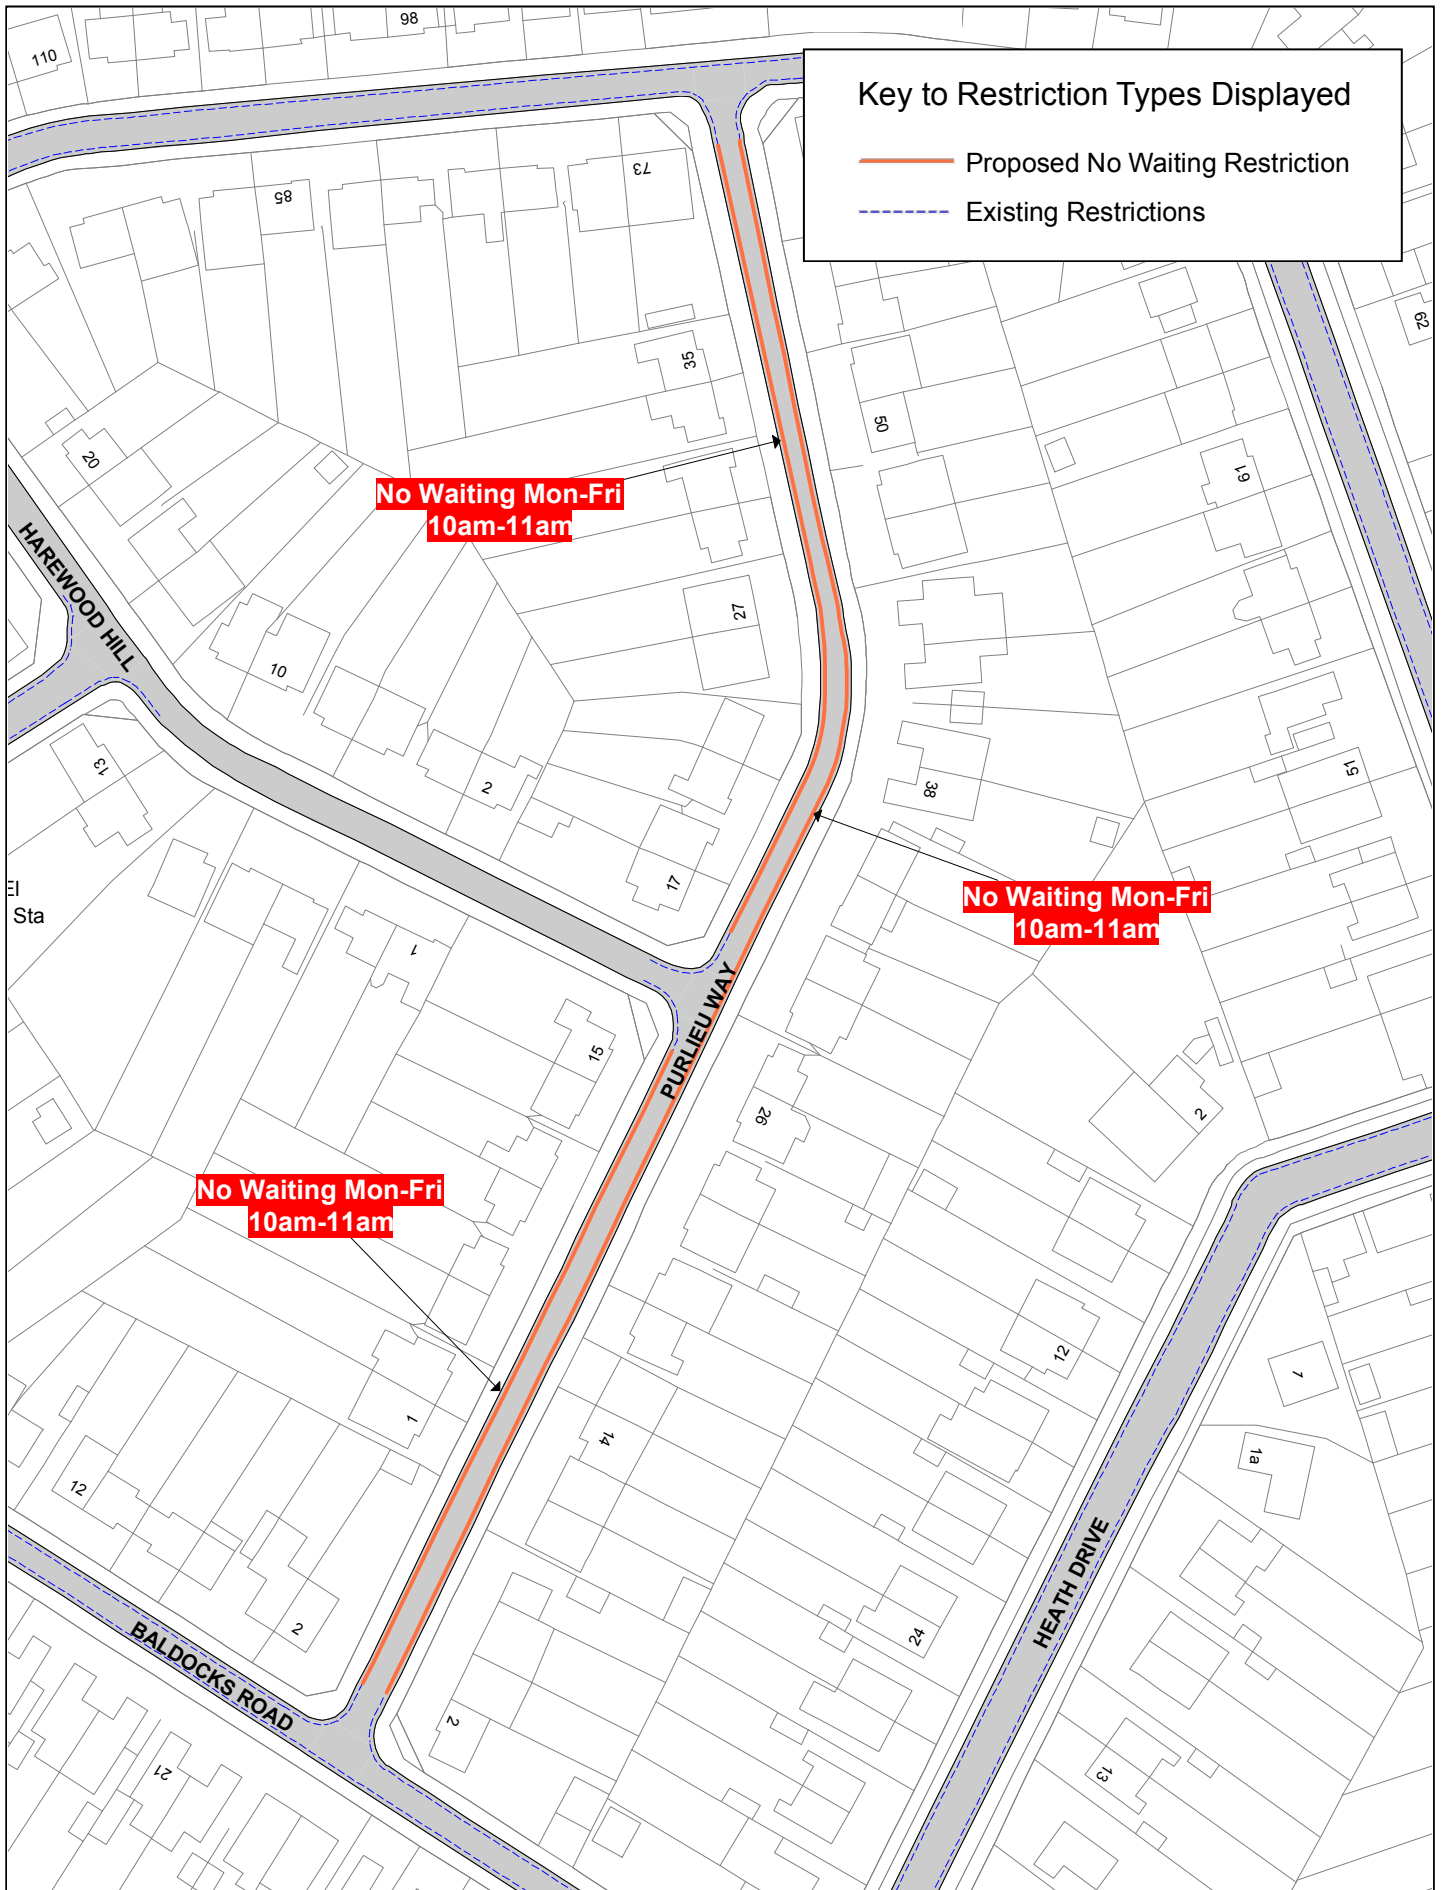 110
98
Key to Restriction Types Displayed
Proposed No Waiting Restriction
Existing Restrictions
73
85
62
35
50
20
61
No Waiting Mon-Fri
10am-11am
HAREWOOD HILL
27
10
13
2
38
51
17
El
Sta
No Waiting Mon-Fri
10am-11am
1
PURLIEU WAY
15
26
2
No Waiting Mon-Fri
10am-11am
12
1
1
14
1a
12
HEATH DRIVE
2
24
BALDOCKS ROAD
2
21
13